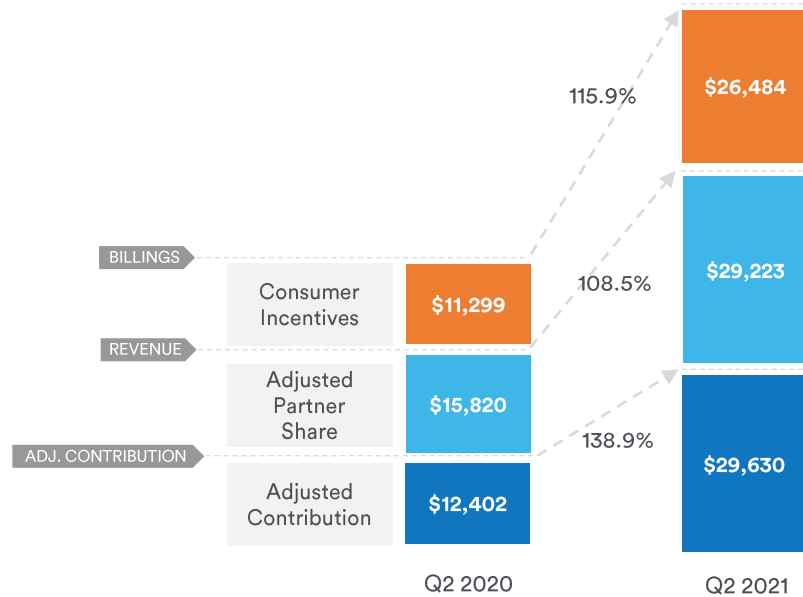 $26,484
115.9%
BILLINGS
$29,223
108.5%
Consumer
Incentives
$11,299
REVENUE
Adjusted
Partner
Share
$15,820
138.9%
ADJ. CONTRIBUTION
$29,630
Adjusted
Contribution
$12,402
Q2 2020
Q2 2021